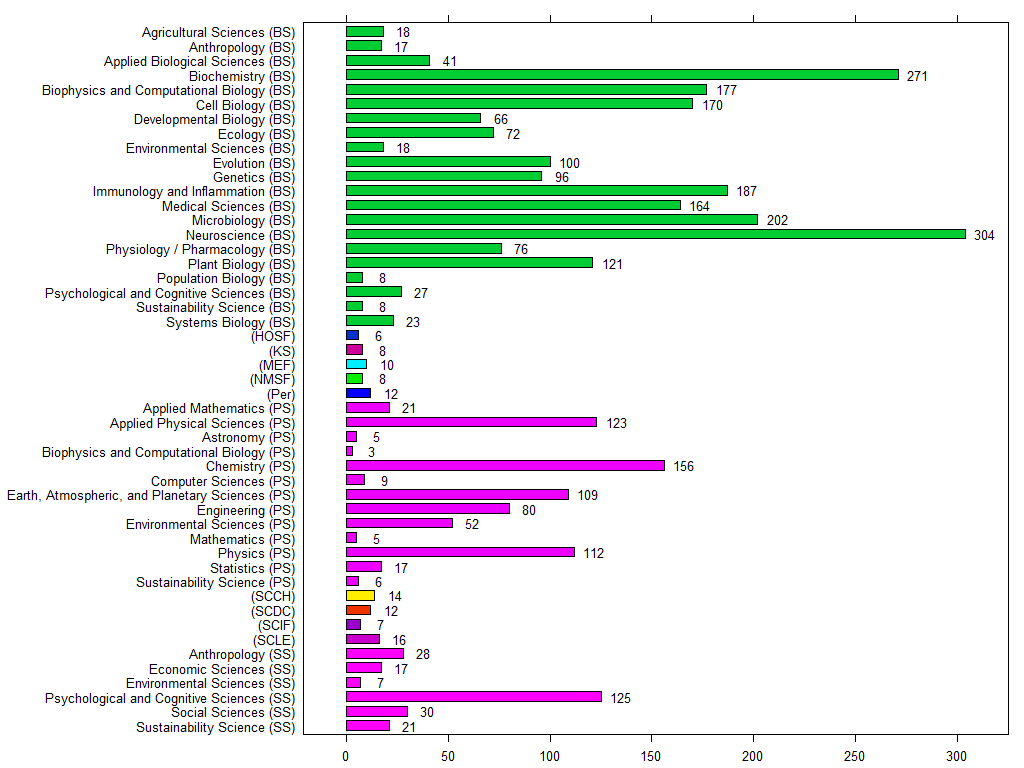 Agricultural Sciences (BS) 18
Anthropology (BS) 17
Applied Biological Sciences (BS) 41
Biochemistry (BS) 271
Biophysics and Computational Biology (BS) 177
Cell Biology (BS) 170
Developmental Biology (BS) 66
Ecology (BS) 72
Environmental Sciences (BS) 18
Evolution (BS) 100
Genetics (BS) 96
Immunology and Inflammation (BS) 187
Medical Sciences (BS) 164
Microbiology (BS) 202
Neuroscience (BS) 304
Physiology / Pharmacology (BS) 76
Plant Biology (BS) 121
Population Biology (BS) 8
Psychological and Cognitive Sciences (BS) 27
Sustainability Science (BS) 8
Systems Biology (BS) 23
(HOSF) 6
(KS) 8
(MEF) 10
(NMSF) 8
(Per) 12
Applied Mathematics (PS) 21
Applied Physical Sciences (PS) 123
Astronomy (PS) 5
Biophysics and Computational Biology (PS) 3
Chemistry (PS) 156
Computer Sciences (PS) 9
Earth, Atmospheric, and Planetary Sciences (PS) 109
Engineering (PS) 80
Environmental Sciences (PS) 52
Mathematics (PS) 5
Physics (PS) 112
Statistics (PS) 17
Sustainability Science (PS) 6
(SCCH) 14
(SCDC) 12
(SCIF) 7
(SCLE) 16
Anthropology (SS) 28
Economic Sciences (SS) 17
Environmental Sciences (SS) 7
Psychological and Cognitive Sciences (SS) 125
Social Sciences (SS) 30
Sustainability Science (SS) 21
0 50 100 150 200 250 300